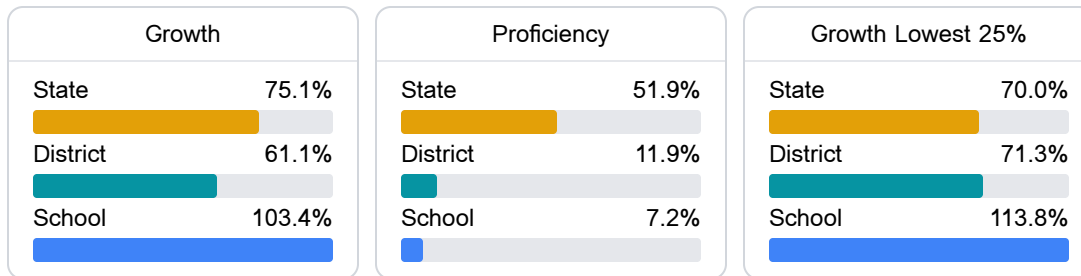 Growth
State 75.1%
District 61.1%
School 103.4%
Proficiency
State 51.9%
District 11.9%
School 7.2%
Growth Lowest 25%
State 70.0%
District 71.3%
School 113.8%